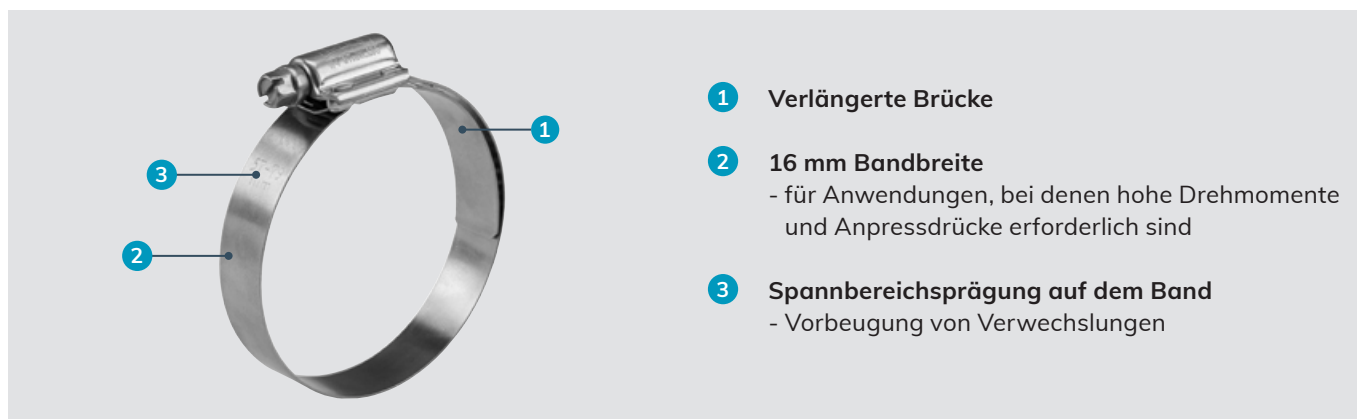 1 Verlängerte Brücke
2 16 mm Bandbreite
- für Anwendungen, bei denen hohe Drehmomente
und Anpressdrücke erforderlich sind
3 Spannbereichsprägung auf dem Band
- Vorbeugung von Verwechslungen
1
3
2